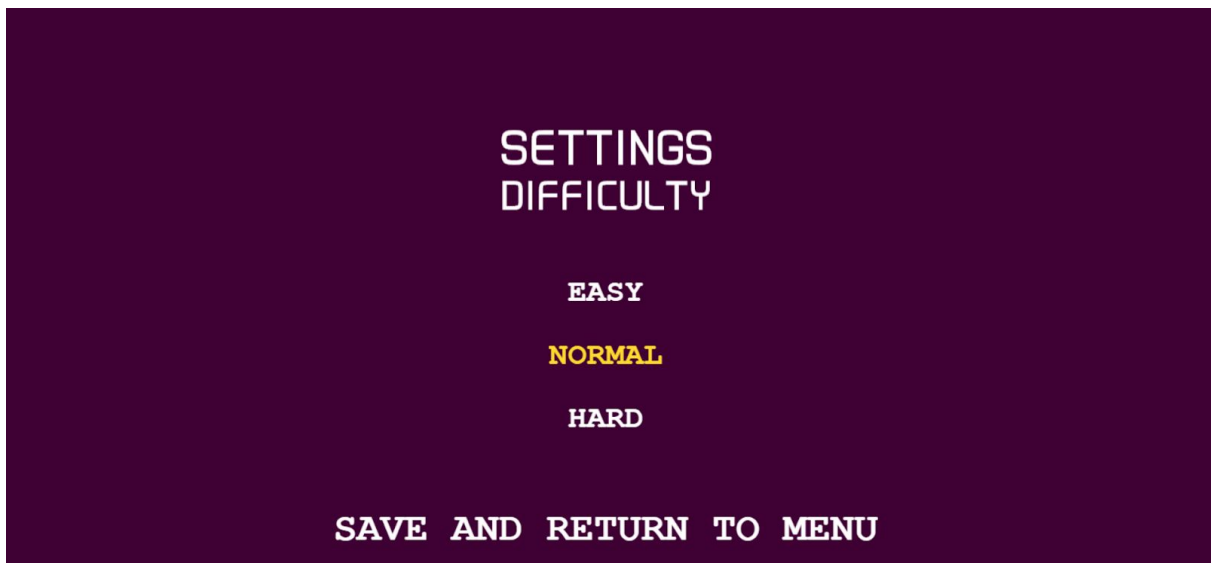 SETTINGS
DIFFICULTY
EASY
NORMAL
HARD
SAVE AND RETURN TO MENU